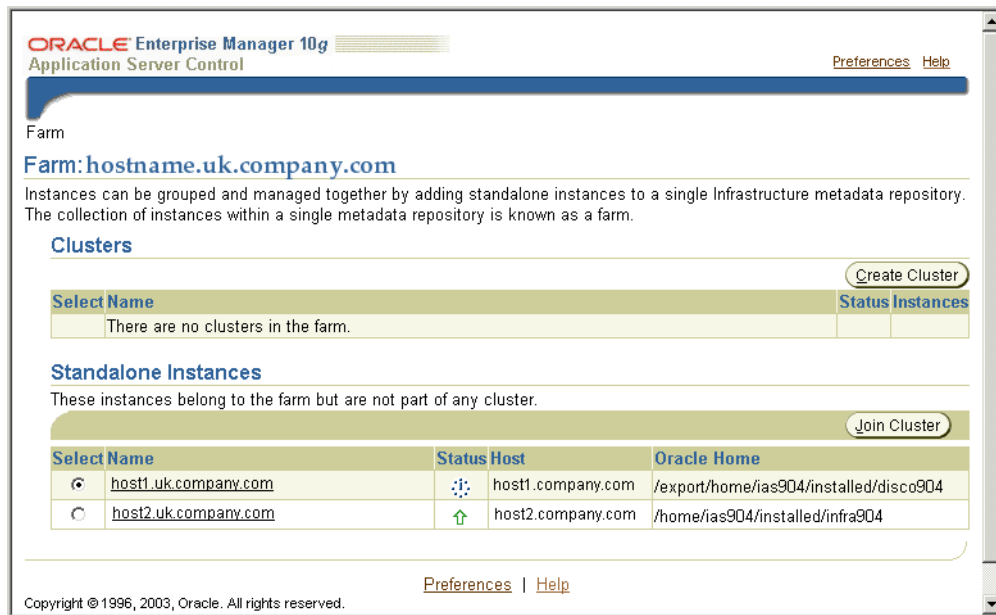 ORACLE Enterprise Manager 10g
Application Server Control
Preferences Help
Farm
Farm: hostname.uk.company.com
Instances can be grouped and managed together by adding standalone instances to a single Infrastructure metadata repository.
The collection of instances within a single metadata repository is known as a farm.
Clusters
Create Cluster
Select Name Status Instances
There are no clusters in the farm.
Standalone Instances
These instances belong to the farm but are not part of any cluster.
Join Cluster
Select Name Status Host Oracle Home
host1.uk.company.com host1.company.com /export/home/ias904/installed/disco904
host2.uk.company.com host2.company.com /home/ias904/installed/infra904
Preferences | Help
Copyright © 1996, 2003, Oracle. All rights reserved.